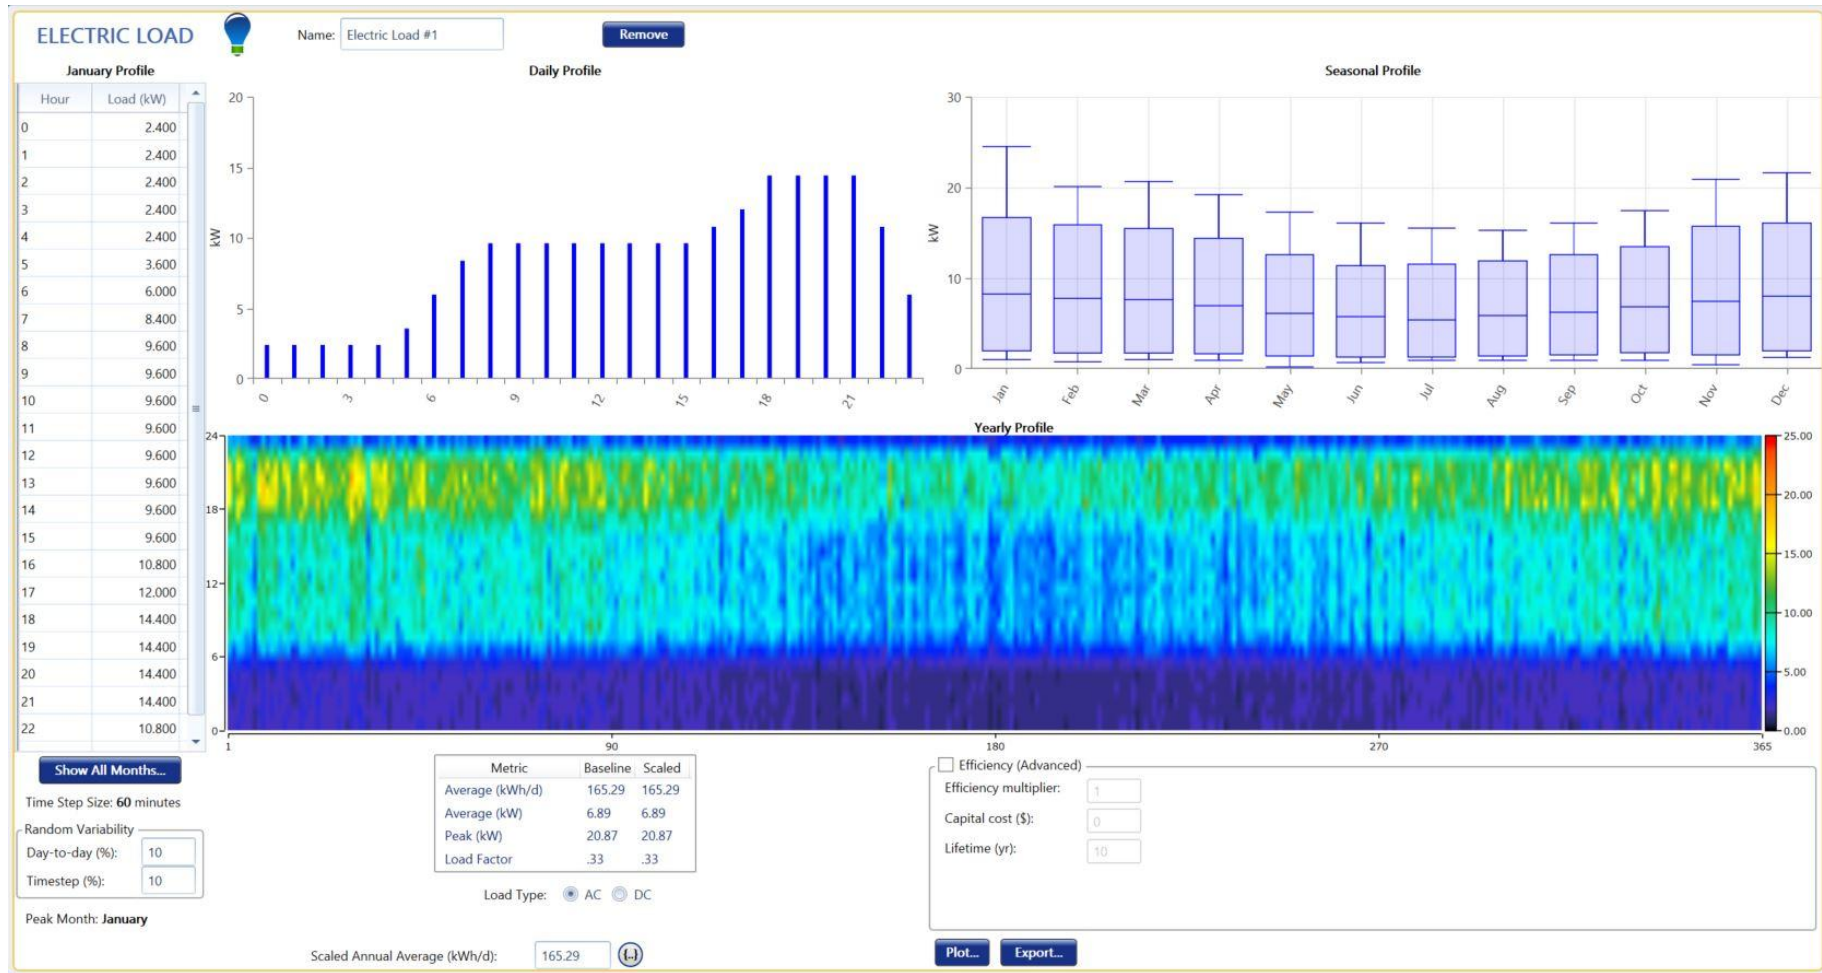 ELECTRIC LOAD
Name: Electric Load #1
Remove
January Profile
Hour Load (kW)
0 2.400
1 2.400
2 2.400
3 2.400
4 2.400
5 3.600
6 6.000
7 8.400
8 9.600
9 9.600
10 9.600
11 9.600
12 9.600
13 9.600
14 9.600
15 9.600
16 10.800
17 12.000
18 14.400
19 14.400
20 14.400
21 14.400
22 10.800
Show All Months...
Time Step Size: 60 minutes
Random Variability
Day-to-day (%): 10
Timestep (%): 10
Peak Month: January
Daily Profile
kW
20
15
10
5
0
0 3 6 9 12 15 18 21
Seasonal Profile
kW
30
20
10
0
Jan Feb Mar Apr May Jun Jul Aug Sep Oct Nov Dec
Yearly Profile
24
18
12
6
0
1 90 180 270 365
25.00
20.00
15.00
10.00
5.00
0.00
Metric Baseline Scaled
Average (kWh/d) 165.29 165.29
Average (kW) 6.89 6.89
Peak (kW) 20.87 20.87
Load Factor .33 .33
Load Type: AC DC
Scaled Annual Average (kWh/d): 165.29 {..}
Efficiency (Advanced)
Efficiency multiplier: 1
Capital cost ($): 0
Lifetime (yr): 10
Plot... Export...